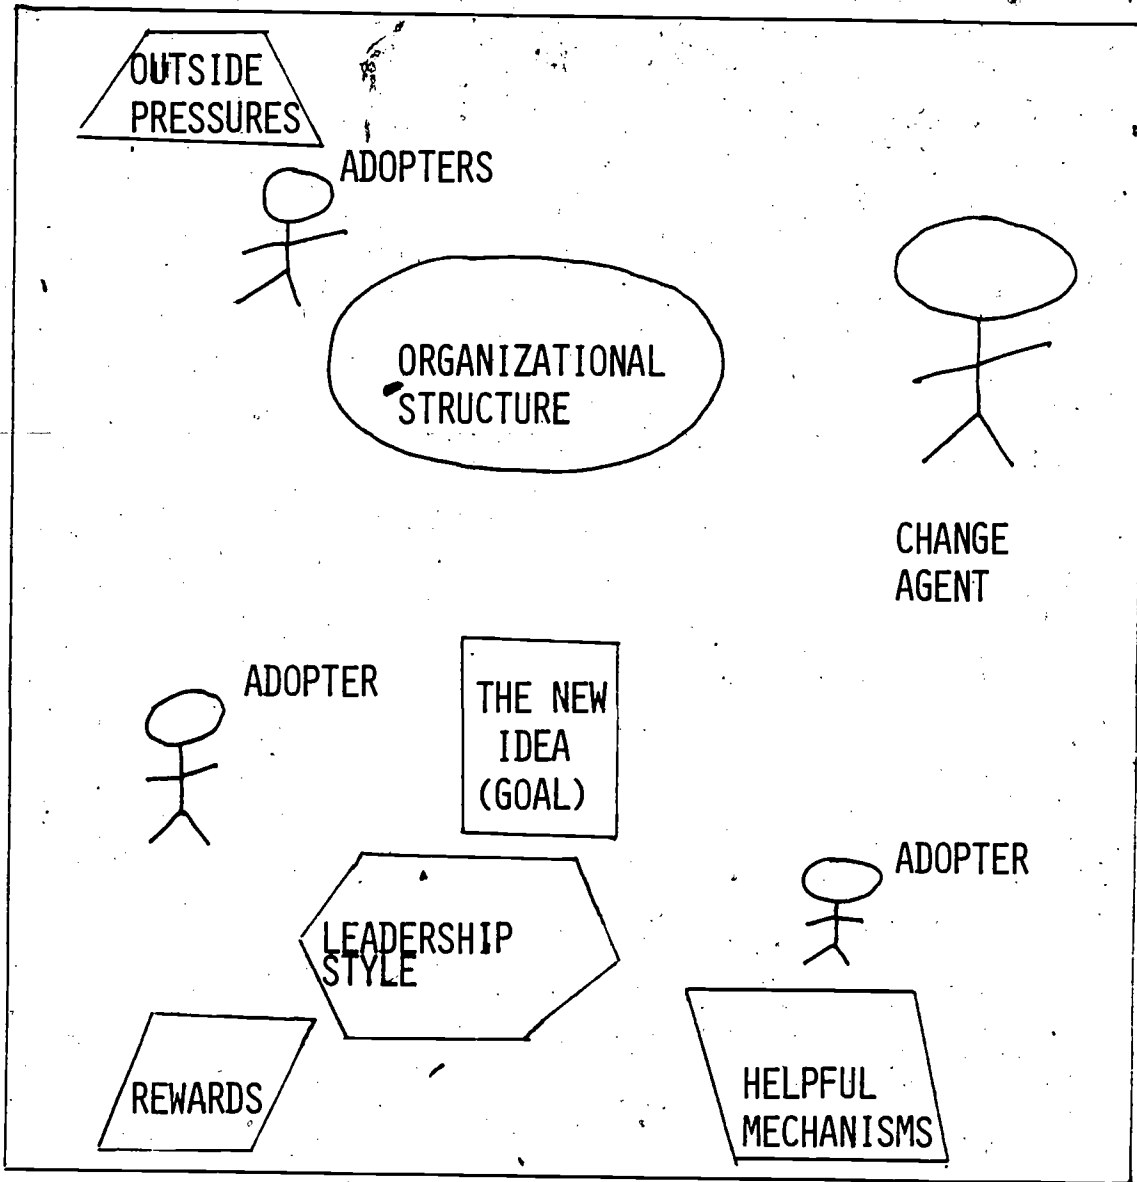 OUTSIDE
PRESSURES
ADOPTERS
ORGANIZATIONAL
STRUCTURE
CHANGE
AGENT
ADOPTER
THE NEW
IDEA
(GOAL)
ADOPTER
LEADERSHIP
STYLE
REWARDS
HELPFUL
MECHANISMS